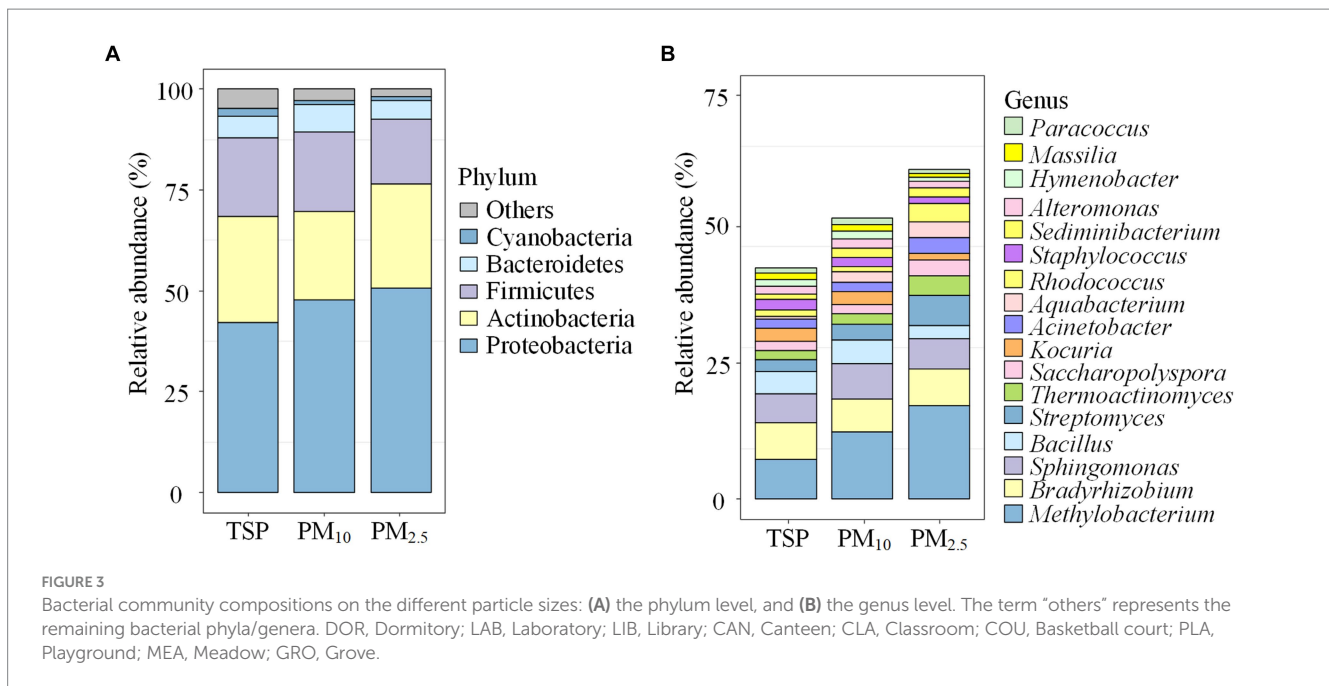 A
Relative abundance (%)
100
75
50
25
0
TSP PM10 PM2.5
Phylum
Others
Cyanobacteria
Bacteroidetes
Firmicutes
Actinobacteria
Proteobacteria
B
Relative abundance (%)
75
50
25
0
TSP PM10 PM2.5
Genus
Paracoccus
Massilia
Hymenobacter
Alteromonas
Sediminibacterium
Staphylococcus
Rhodococcus
Aquabacterium
Acinetobacter
Kocuria
Saccharopolyspora
Thermoactinomyces
Streptomyces
Bacillus
Sphingomonas
Bradyrhizobium
Methylobacterium
FIGURE 3
Bacterial community compositions on the different particle sizes: (A) the phylum level, and (B) the genus level. The term “others” represents the
remaining bacterial phyla/genera. DOR, Dormitory; LAB, Laboratory; LIB, Library; CAN, Canteen; CLA, Classroom; COU, Basketball court; PLA,
Playground; MEA, Meadow; GRO, Grove.